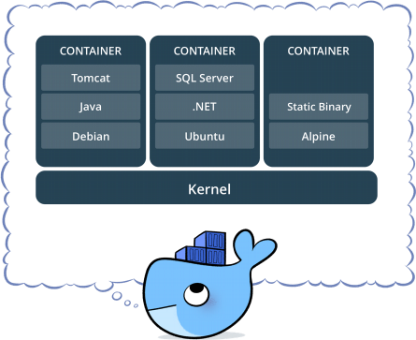 CONTAINER
Tomcat
Java
Debian
CONTAINER
SQL Server
.NET
Ubuntu
CONTAINER
Static Binary
Alpine
Kernel